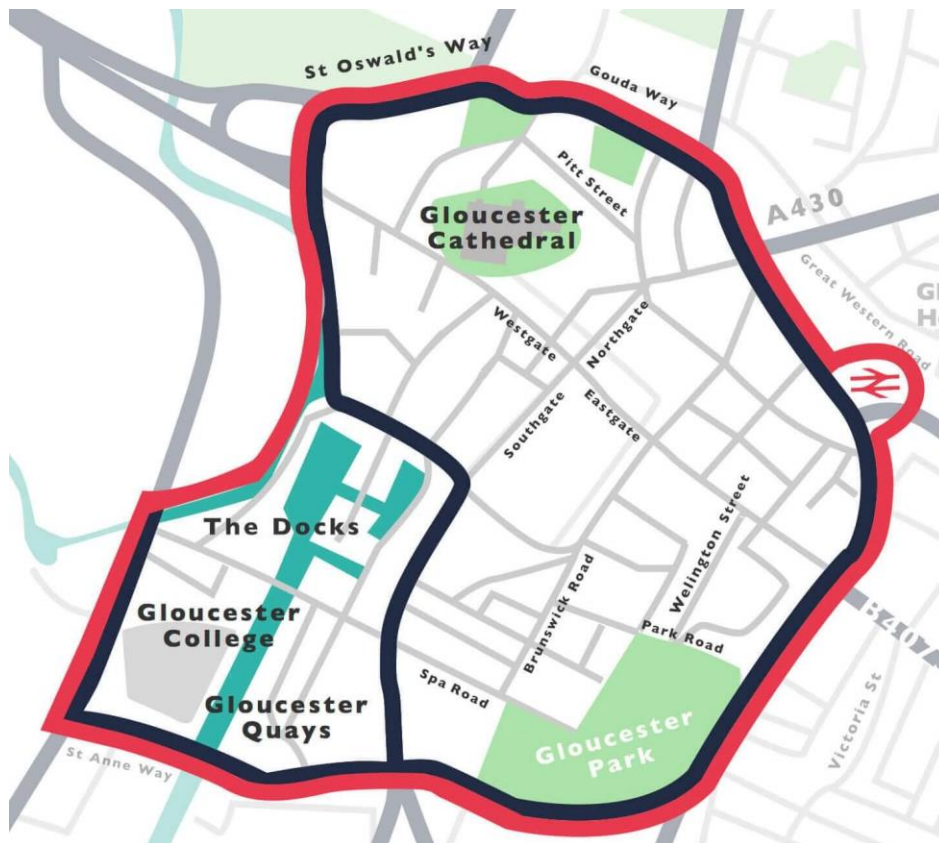 St Oswald's Way
Gouda Way
Pitt Street
A430
Gloucester
Cathedral
Great Western Road
Westgate
Northgate
Eastgate
Southgate
Wellington Street
The Docks
Brunswick Road
Gloucester
College
Park Road
Spa Road
Gloucester
Quays
Gloucester
Park
Victoria St
St Anne Way